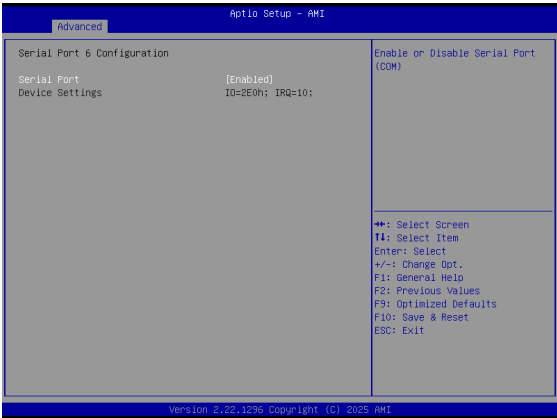 Aptio Setup – AMI
Advanced
Serial Port 6 Configuration
Serial Port [Enabled]
Device Settings IO=2E0h; IRQ=10;
Enable or Disable Serial Port
(COM)
→←: Select Screen
↑↓: Select Item
Enter: Select
+/-: Change Opt.
F1: General Help
F2: Previous Values
F9: Optimized Defaults
F10: Save & Reset
ESC: Exit
Version 2.22.1296 Copyright (C) 2025 AMI